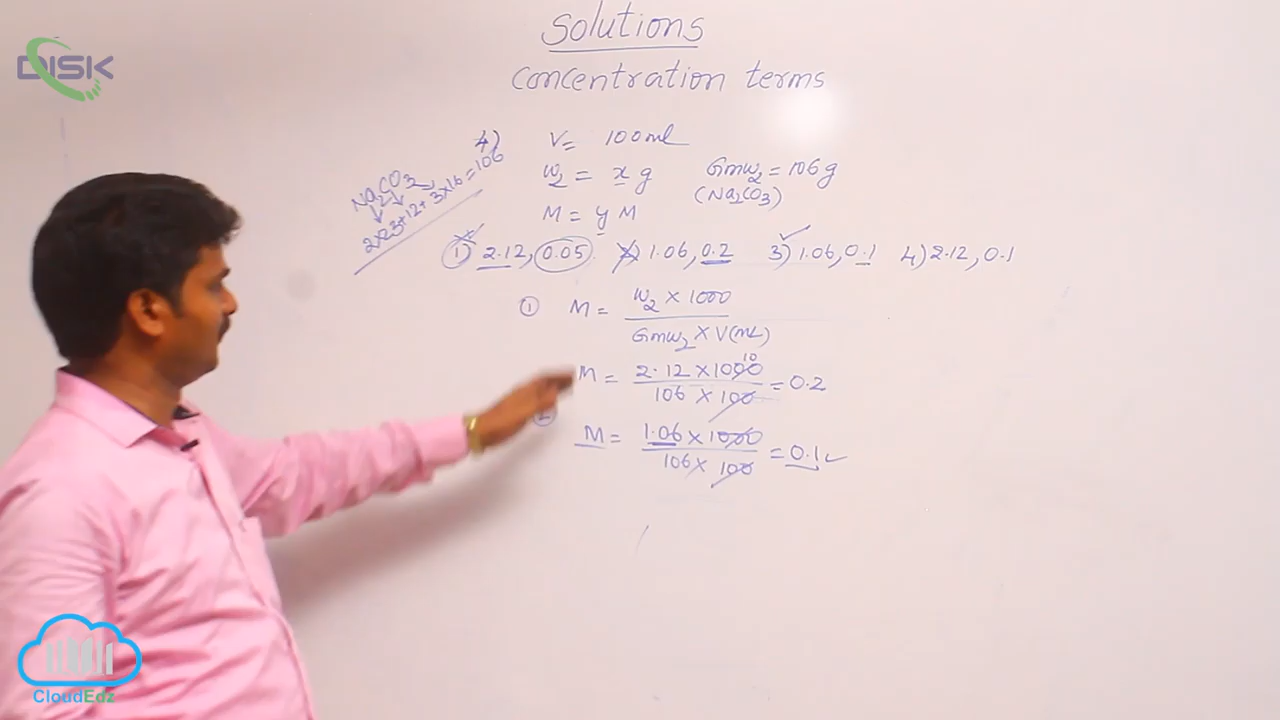 DISK
Solutions
Concentration terms
4) V = 100ml
W2 = x g GmW2 = 106g
(Na2CO3)
M = y M
Na2CO3
2x23+12+3x16=106
1) 2.12, 0.05 2) 1.06, 0.2 3) 1.06, 0.1 4) 2.12, 0.1
① M = W2 x 1000
GmW2 x V(mL)
M = 2.12 x 1000 10 = 0.2
106 x 100
2 M = 1.06 x 1000 = 0.1
106 x 100
CloudEdz